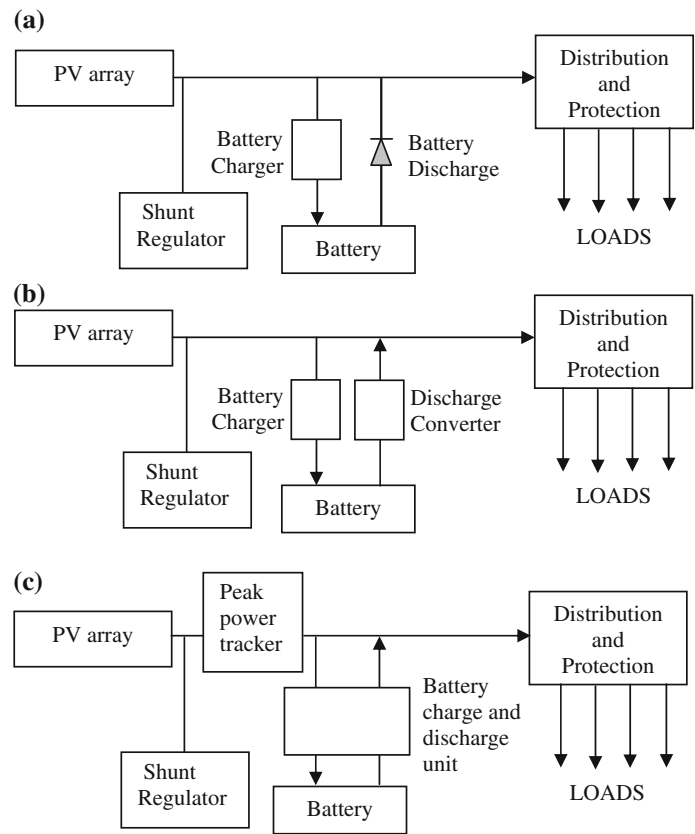 (a)
PV array
Distribution
and
Protection
Battery
Charger
Battery
Discharge
Shunt
Regulator
Battery
LOADS
(b)
PV array
Distribution
and
Protection
Battery
Charger
Discharge
Converter
Shunt
Regulator
Battery
LOADS
(c)
PV array
Peak
power
tracker
Distribution
and
Protection
Battery
charge and
discharge
unit
Shunt
Regulator
Battery
LOADS